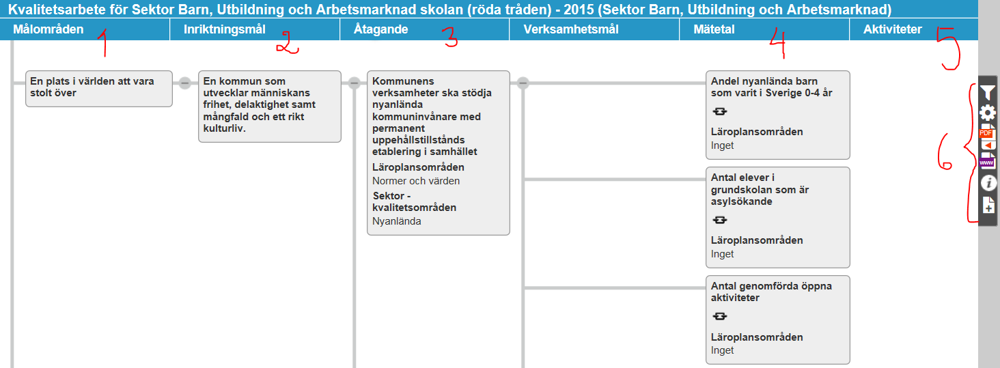 Kvalitetsarbete för Sektor Barn, Utbildning och Arbetsmarknad skolan (röda tråden) - 2015 (Sektor Barn, Utbildning och Arbetsmarknad)
Målområden
Inriktningsmål
Åtagande
Verksamhetsmål
Mätetal
Aktiviteter
1
2
3
4
5
En plats i världen att vara
stolt över
En kommun som
utvecklar människans
frihet, delaktighet samt
mångfald och ett rikt
kulturliv.
Kommunens
verksamheter ska stödja
nyanlända
kommuninvånare med
permanent
uppehållstillstånds
etablering i samhället
Läroplansområden
Normer och värden
Sektor -
kvalitetsområden
Nyanlända
Andel nyanlända barn
som varit i Sverige 0-4 år
Läroplansområden
Inget
Antal elever i
grundskolan som är
asylsökande
Läroplansområden
Inget
Antal genomförda öppna
aktiviteter
Läroplansområden
Inget
6
PDF
www
i